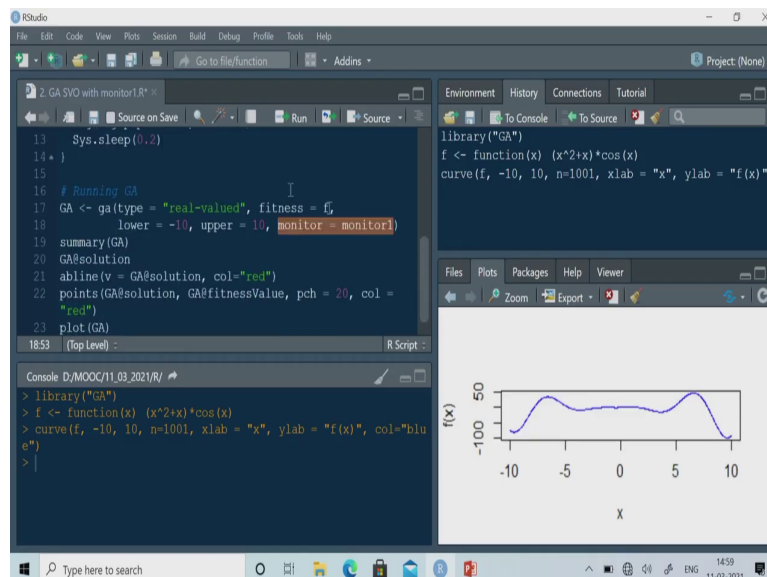 RStudio
File Edit Code View Plots Session Build Debug Profile Tools Help
Go to file/function Addins Project: (None)
2. GA SVO with monitor1.R*
Source on Save Run Source
13 Sys.sleep(0.2)
14 }
15
16 # Running GA
17 GA <- ga(type = "real-valued", fitness = f,
18 lower = -10, upper = 10, monitor = monitor1)
19 summary(GA)
20 GA@solution
21 abline(v = GA@solution, col="red")
22 points(GA@solution, GA@fitnessValue, pch = 20, col =
"red")
23 plot(GA)
18:53 (Top Level) R Script
Console D:/MOOC/11_03_2021/R/
> library("GA")
> f <- function(x) (x^2+x)*cos(x)
> curve(f, -10, 10, n=1001, xlab = "x", ylab = "f(x)", col="blu
e")
>
Environment History Connections Tutorial
To Console To Source
library("GA")
f <- function(x) (x^2+x)*cos(x)
curve(f, -10, 10, n=1001, xlab = "x", ylab = "f(x)"
Files Plots Packages Help Viewer
Zoom Export
f(x)
50
-100
-10 -5 0 5 10
x
Type here to search
ENG
14:59
11-03-2021